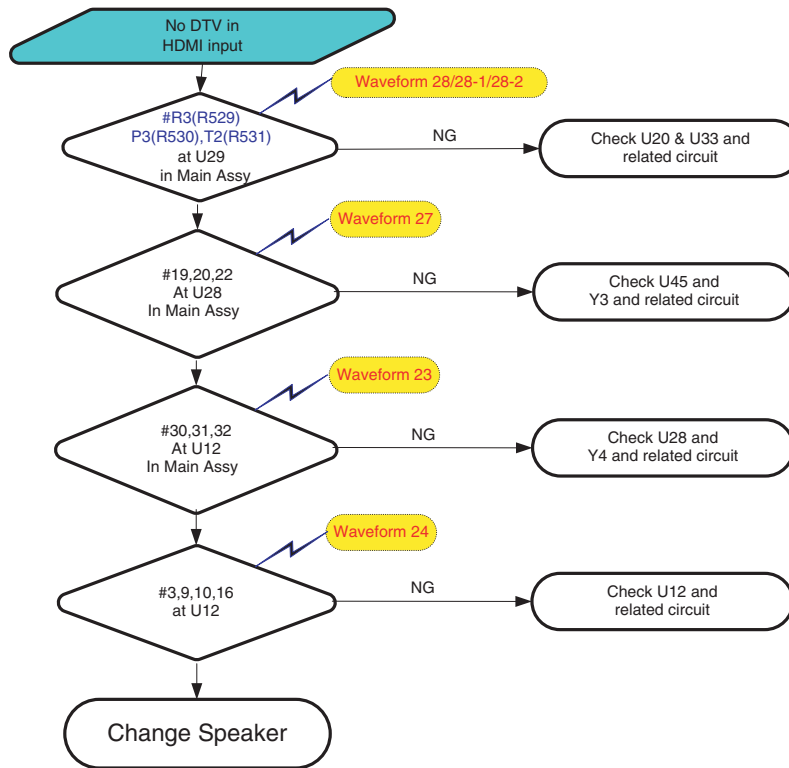 No DTV in
HDMI input
Waveform 28/28-1/28-2
#R3(R529)
P3(R530),T2(R531)
at U29
in Main Assy
NG
Check U20 & U33 and
related circuit
Waveform 27
#19,20,22
At U28
In Main Assy
NG
Check U45 and
Y3 and related circuit
Waveform 23
#30,31,32
At U12
In Main Assy
NG
Check U28 and
Y4 and related circuit
Waveform 24
#3,9,10,16
at U12
NG
Check U12 and
related circuit
Change Speaker